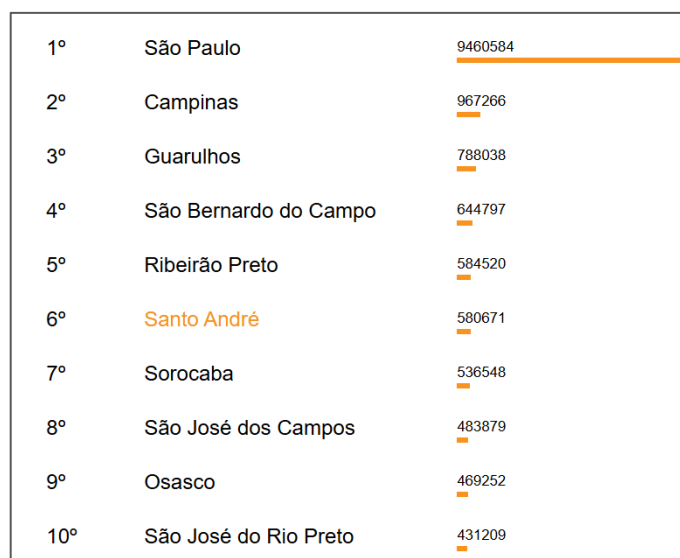 1º São Paulo 9460584
2º Campinas 967266
3º Guarulhos 788038
4º São Bernardo do Campo 644797
5º Ribeirão Preto 584520
6º Santo André 580671
7º Sorocaba 536548
8º São José dos Campos 483879
9º Osasco 469252
10º São José do Rio Preto 431209